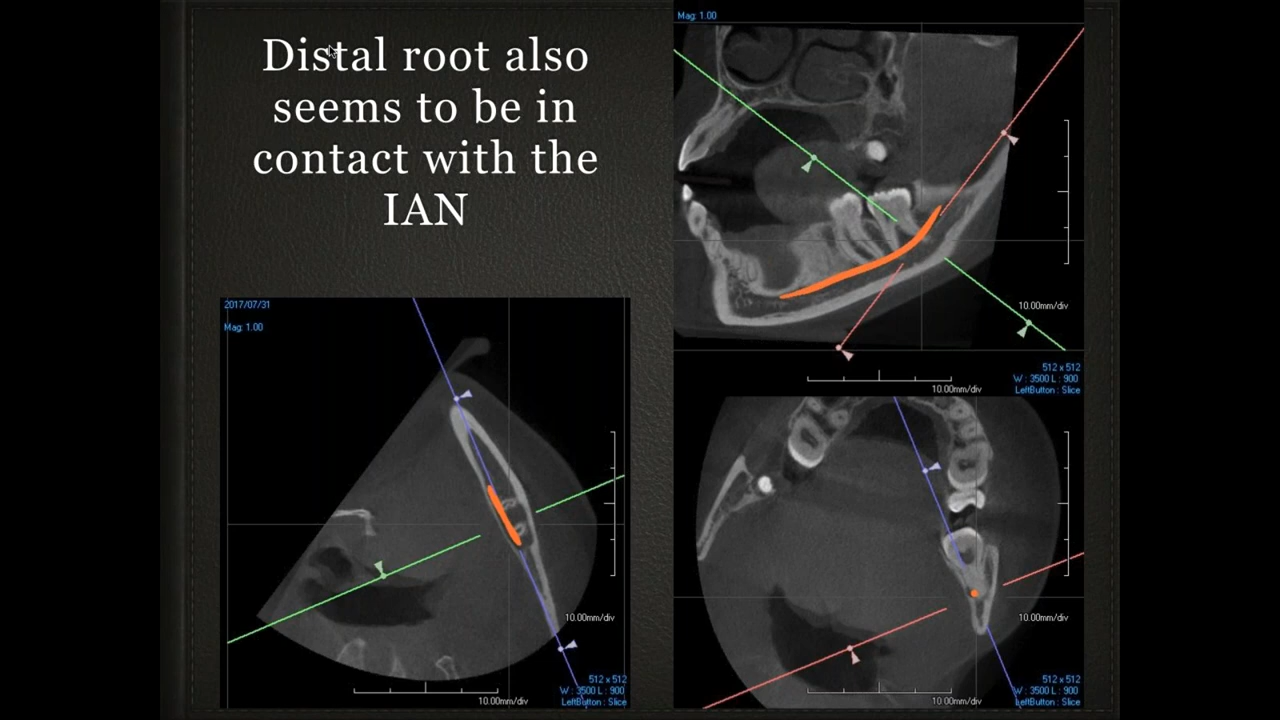 Distal root also
seems to be in
contact with the
IAN
Mag: 1.00
10.00mm/div
512 x 512
W : 3500 L : 900
LeftButton : Slice
10.00mm/div
2017/07/31
Mag: 1.00
10.00mm/div
512 x 512
W : 3500 L : 900
LeftButton : Slice
10.00mm/div
10.00mm/div
512 x 512
W : 3500 L : 900
LeftButton : Slice
10.00mm/div